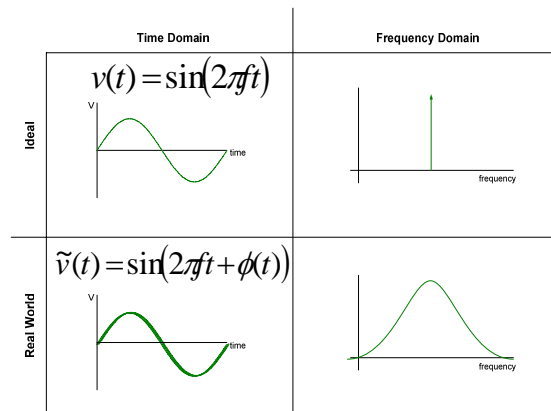 Time Domain
Frequency Domain
Ideal
v(t) = sin(2πft)
V
time
frequency
Real World
ṽ(t) = sin(2πft + ϕ(t))
V
time
frequency